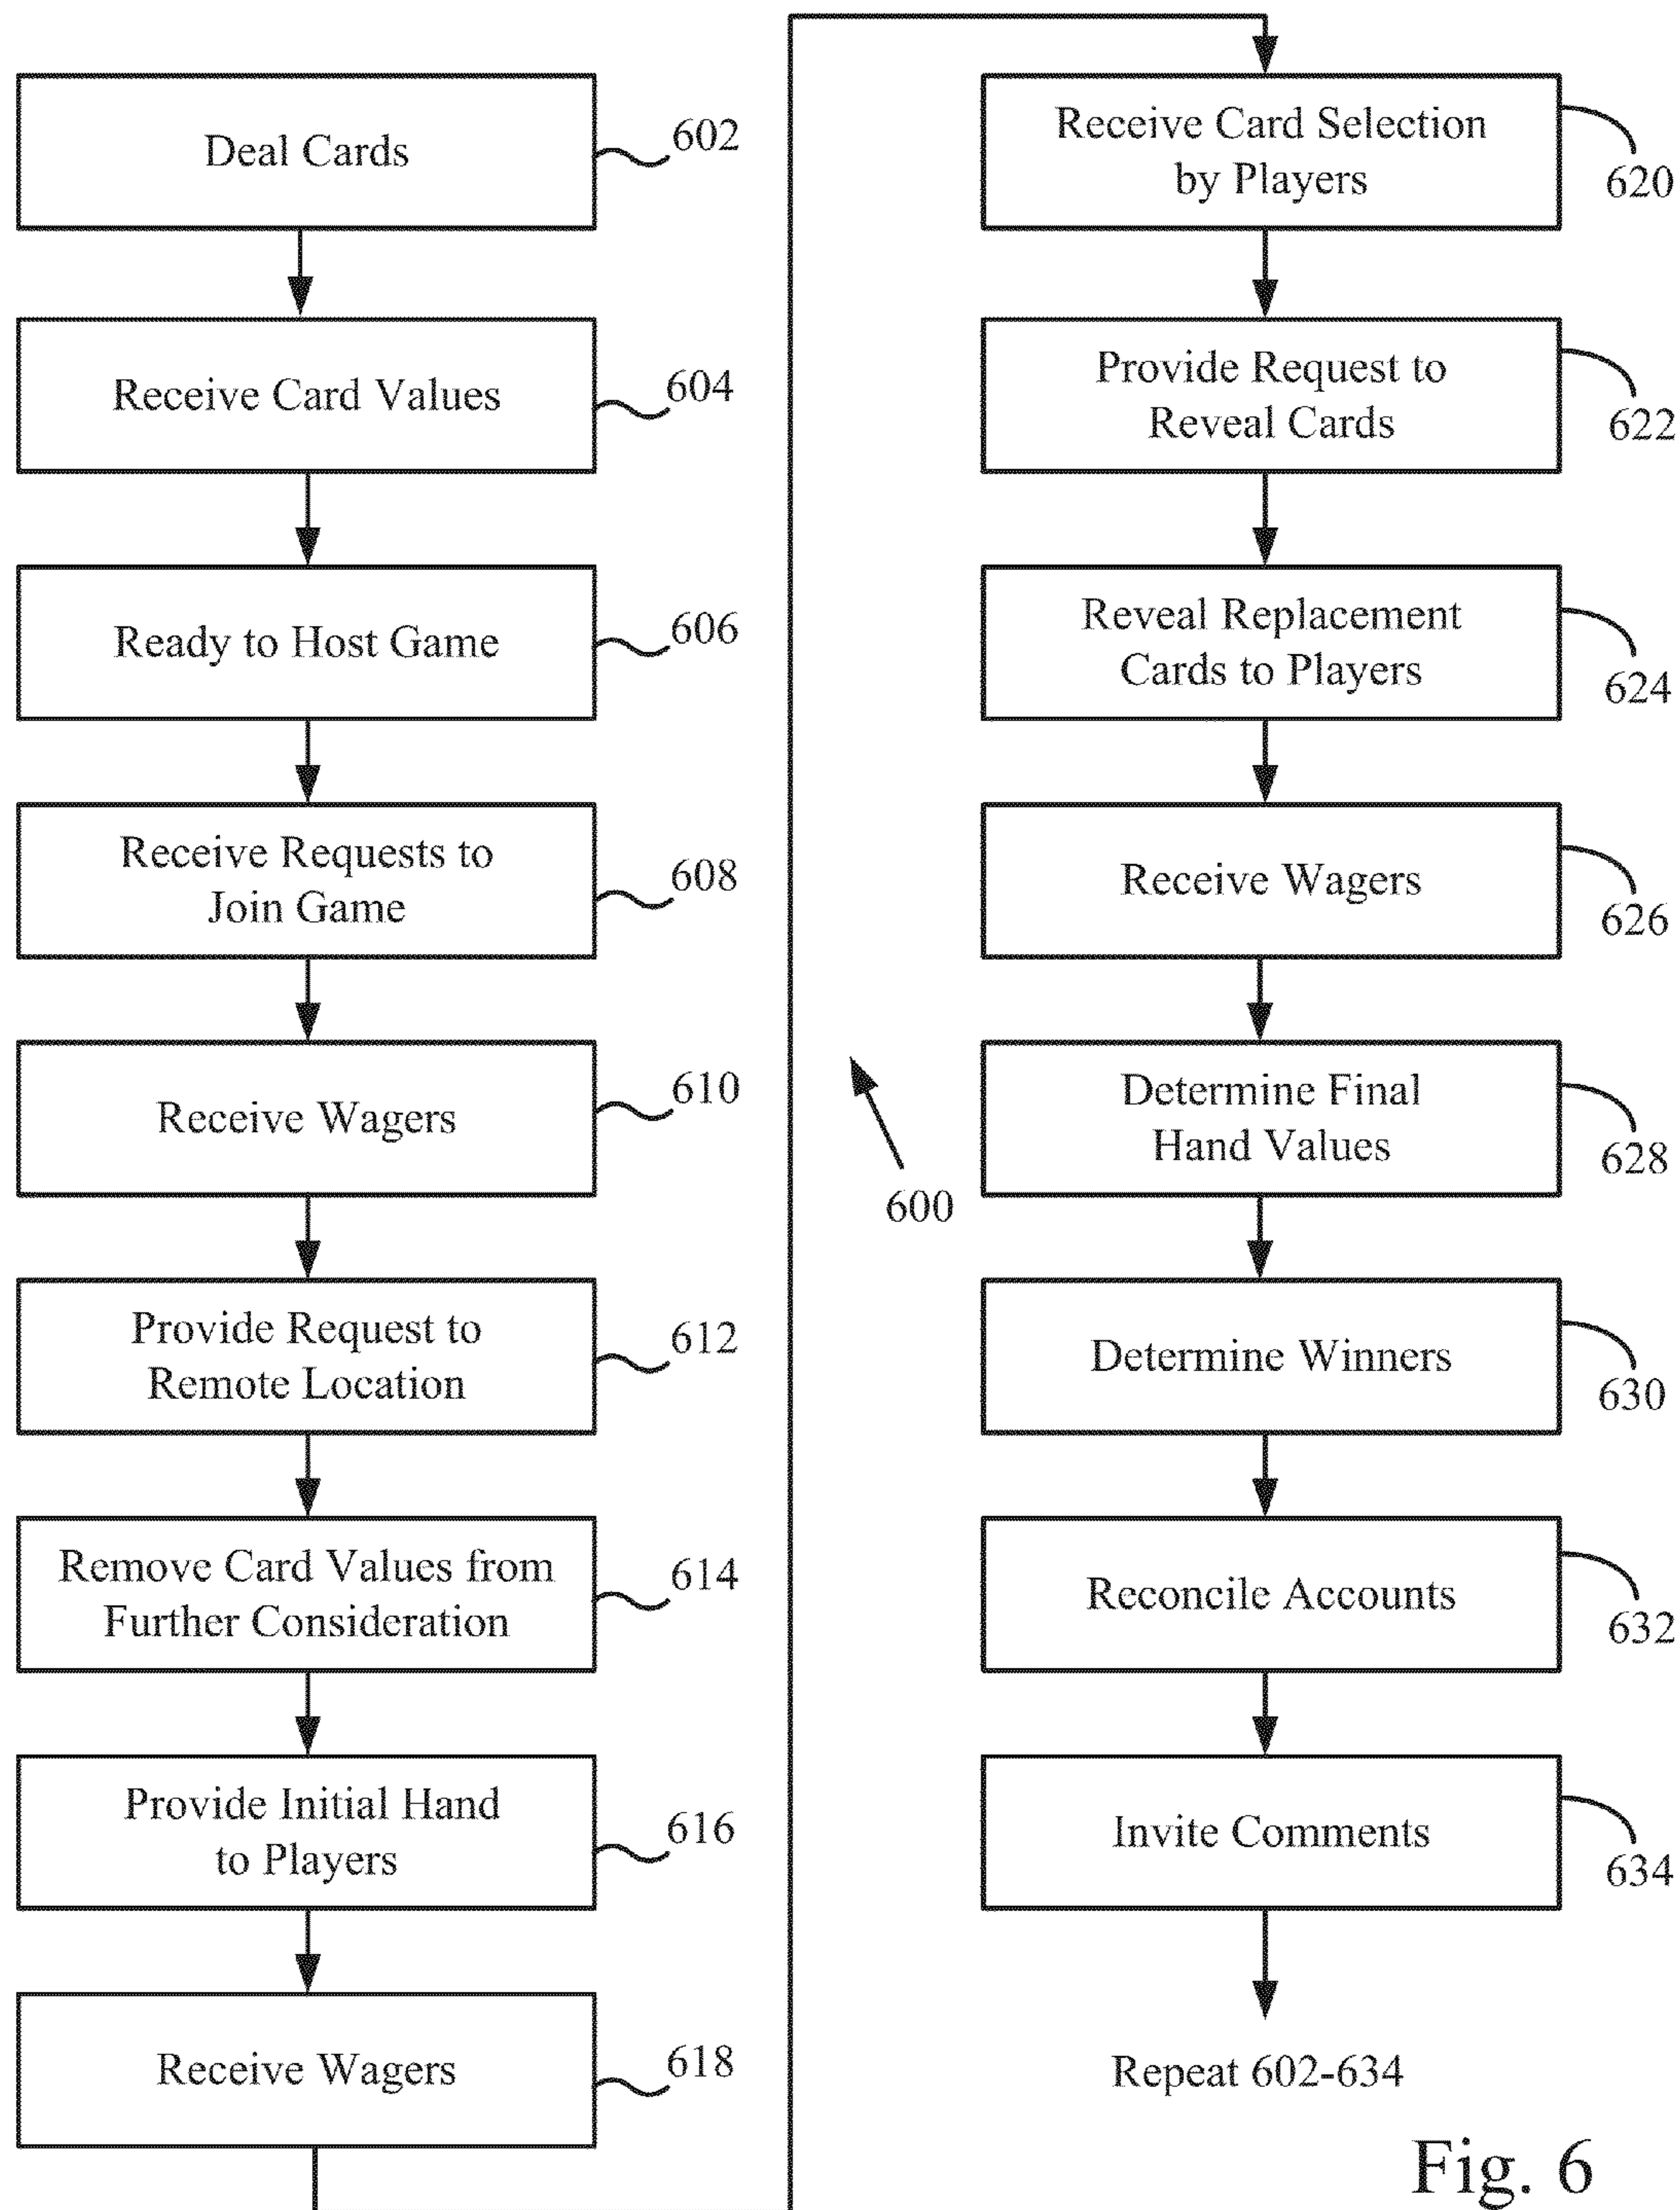 Deal Cards
602
Receive Card Values
604
Ready to Host Game
606
Receive Requests to
Join Game
608
Receive Wagers
610
Provide Request to
Remote Location
612
Remove Card Values from
Further Consideration
614
Provide Initial Hand
to Players
616
Receive Wagers
618
600
Receive Card Selection
by Players
620
Provide Request to
Reveal Cards
622
Reveal Replacement
Cards to Players
624
Receive Wagers
626
Determine Final
Hand Values
628
Determine Winners
630
Reconcile Accounts
632
Invite Comments
634
Repeat 602-634
Fig. 6